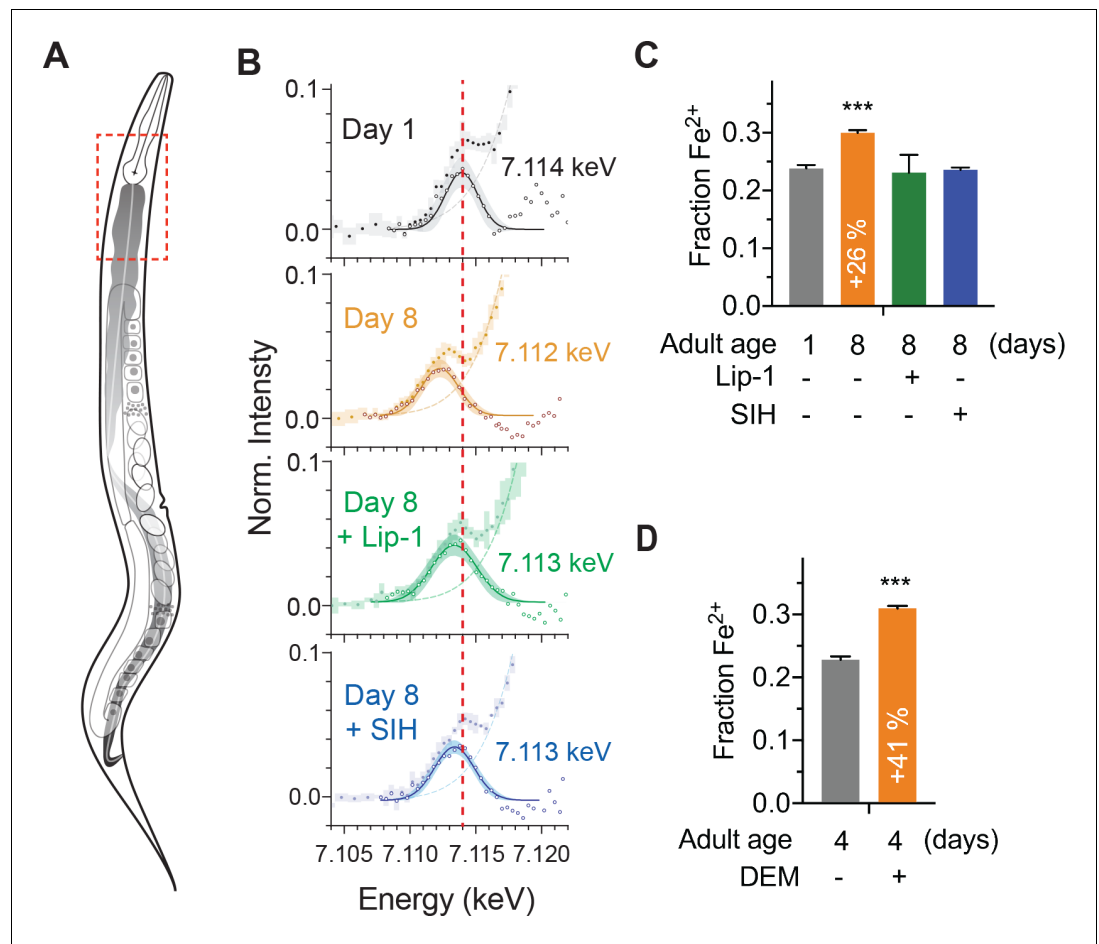 A
B
0.1
Day 1
7.114 keV
0.0
0.1
Day 8
7.112 keV
0.0
0.1
Day 8
+ Lip-1
7.113 keV
0.0
0.1
Day 8
+ SIH
7.113 keV
0.0
Norm. Intensty
7.105 7.110 7.115 7.120
Energy (keV)
C
Fraction Fe2+
0.3
0.2
0.1
0.0
***
+26 %
Adult age 1 8 8 8 (days)
Lip-1 - - + -
SIH - - - +
D
Fraction Fe2+
0.3
0.2
0.1
0.0
***
+41 %
Adult age 4 4 (days)
DEM - +